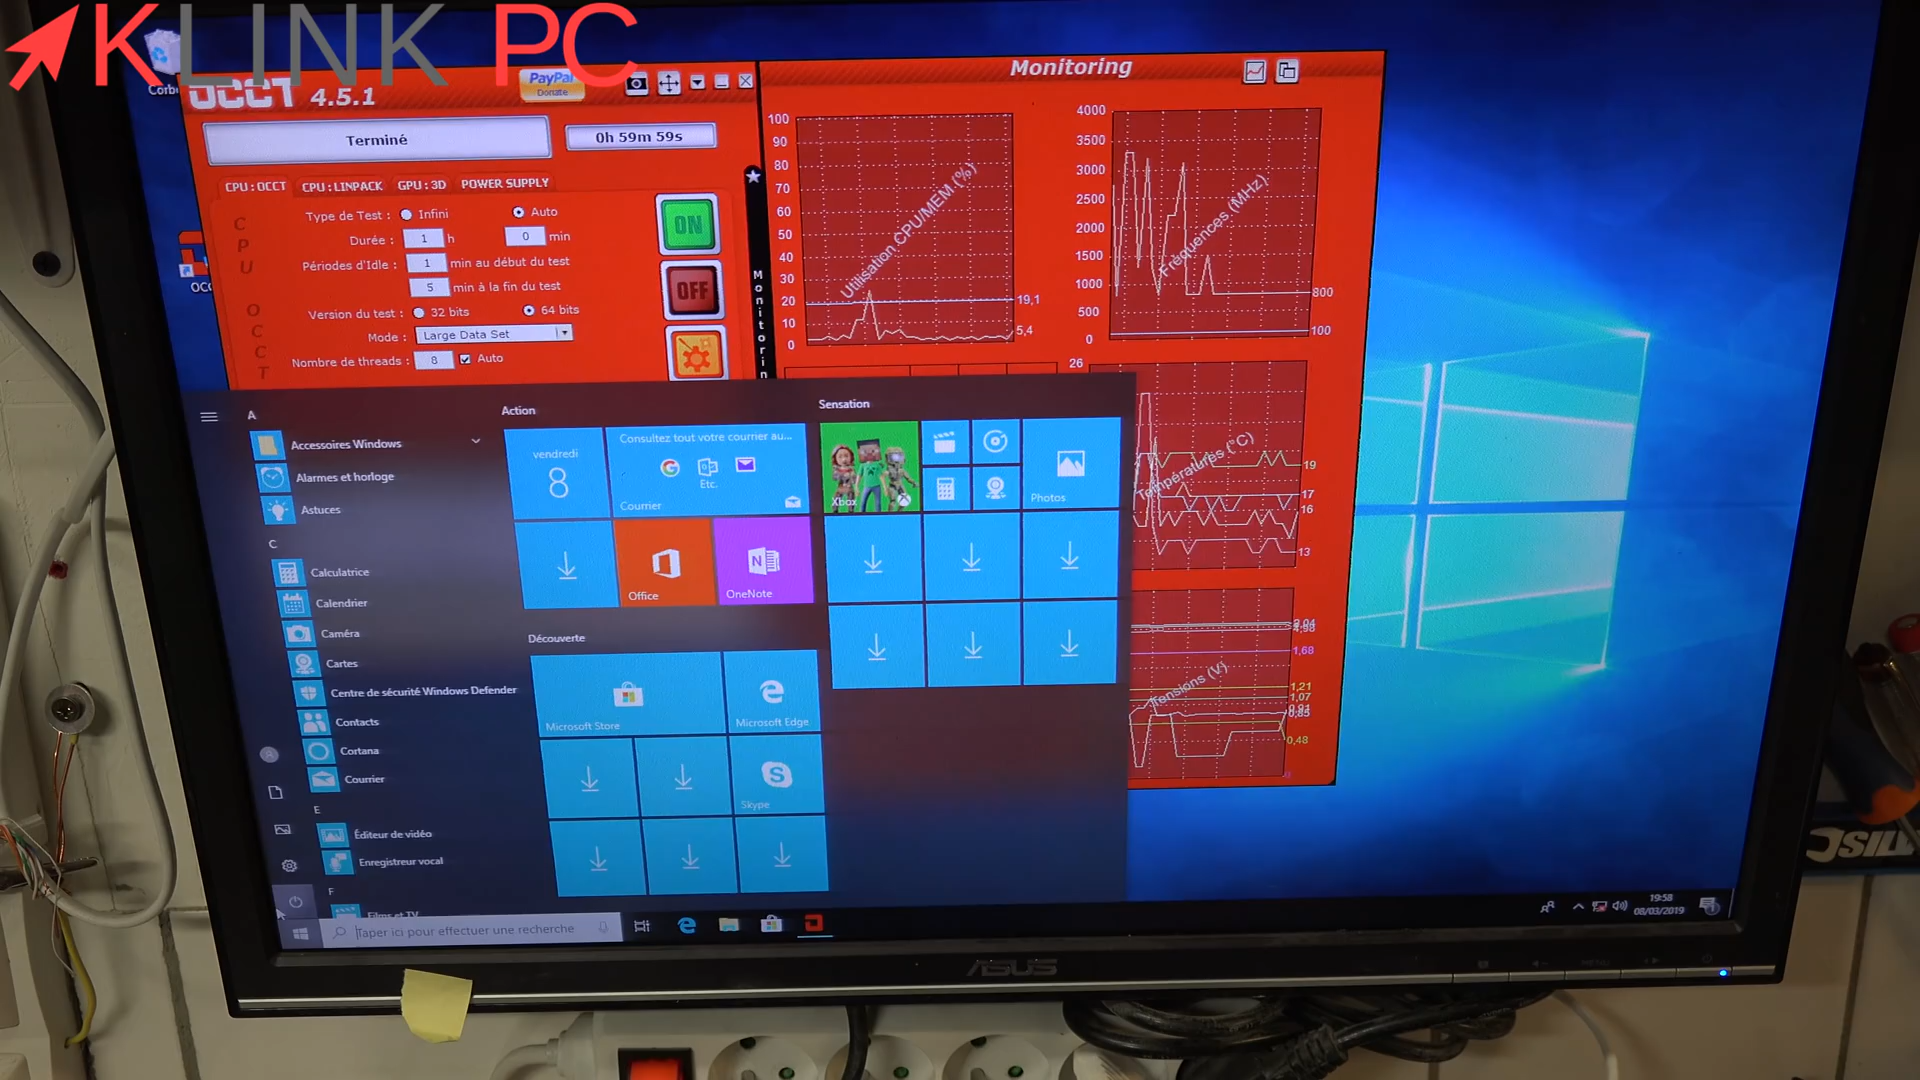 KLINK PC
OCCT 4.5.1
PayPal
Donate
Terminé
0h 59m 59s
CPU:OCCT
CPU:LINPACK
GPU:3D
POWER SUPPLY
CPU OCCT
Type de Test :
Infini
Auto
Durée :
1 h
0 min
Périodes d'Idle :
1 min au début du test
5 min à la fin du test
Version du test :
32 bits
64 bits
Mode :
Large Data Set
Nombre de threads :
8
Auto
ON
OFF
Monitorin
Monitoring
100
90
80
70
60
50
40
30
20
10
0
Utilisation CPU/MEM (%)
19,1
5,4
4000
3500
3000
2500
2000
1500
1000
500
0
Fréquences (MHz)
800
100
26
Températures (°C)
19
17
16
13
Tensions (V)
1,68
1,21
1.07
0,85
0,48
A
Accessoires Windows
Alarmes et horloge
Astuces
C
Calculatrice
Calendrier
Caméra
Cartes
Centre de sécurité Windows Defender
Contacts
Cortana
Courrier
E
Éditeur de vidéo
Enregistreur vocal
F
Films et TV
Action
vendredi
8
Consultez tout votre courrier au...
Etc.
Courrier
Office
OneNote
Découverte
Microsoft Store
Microsoft Edge
Skype
Sensation
Xbox
Photos
Taper ici pour effectuer une recherche
19:58
08/03/2019
ASUS